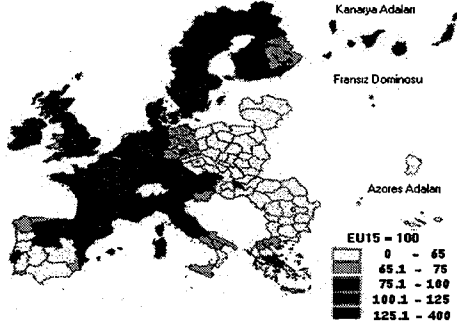 Kanarya Adaları
Fransız Dominosu
Azores Adaları
EU15 = 100
0 - 65
65.1 - 75
75.1 - 100
100.1 - 125
125.1 - 400